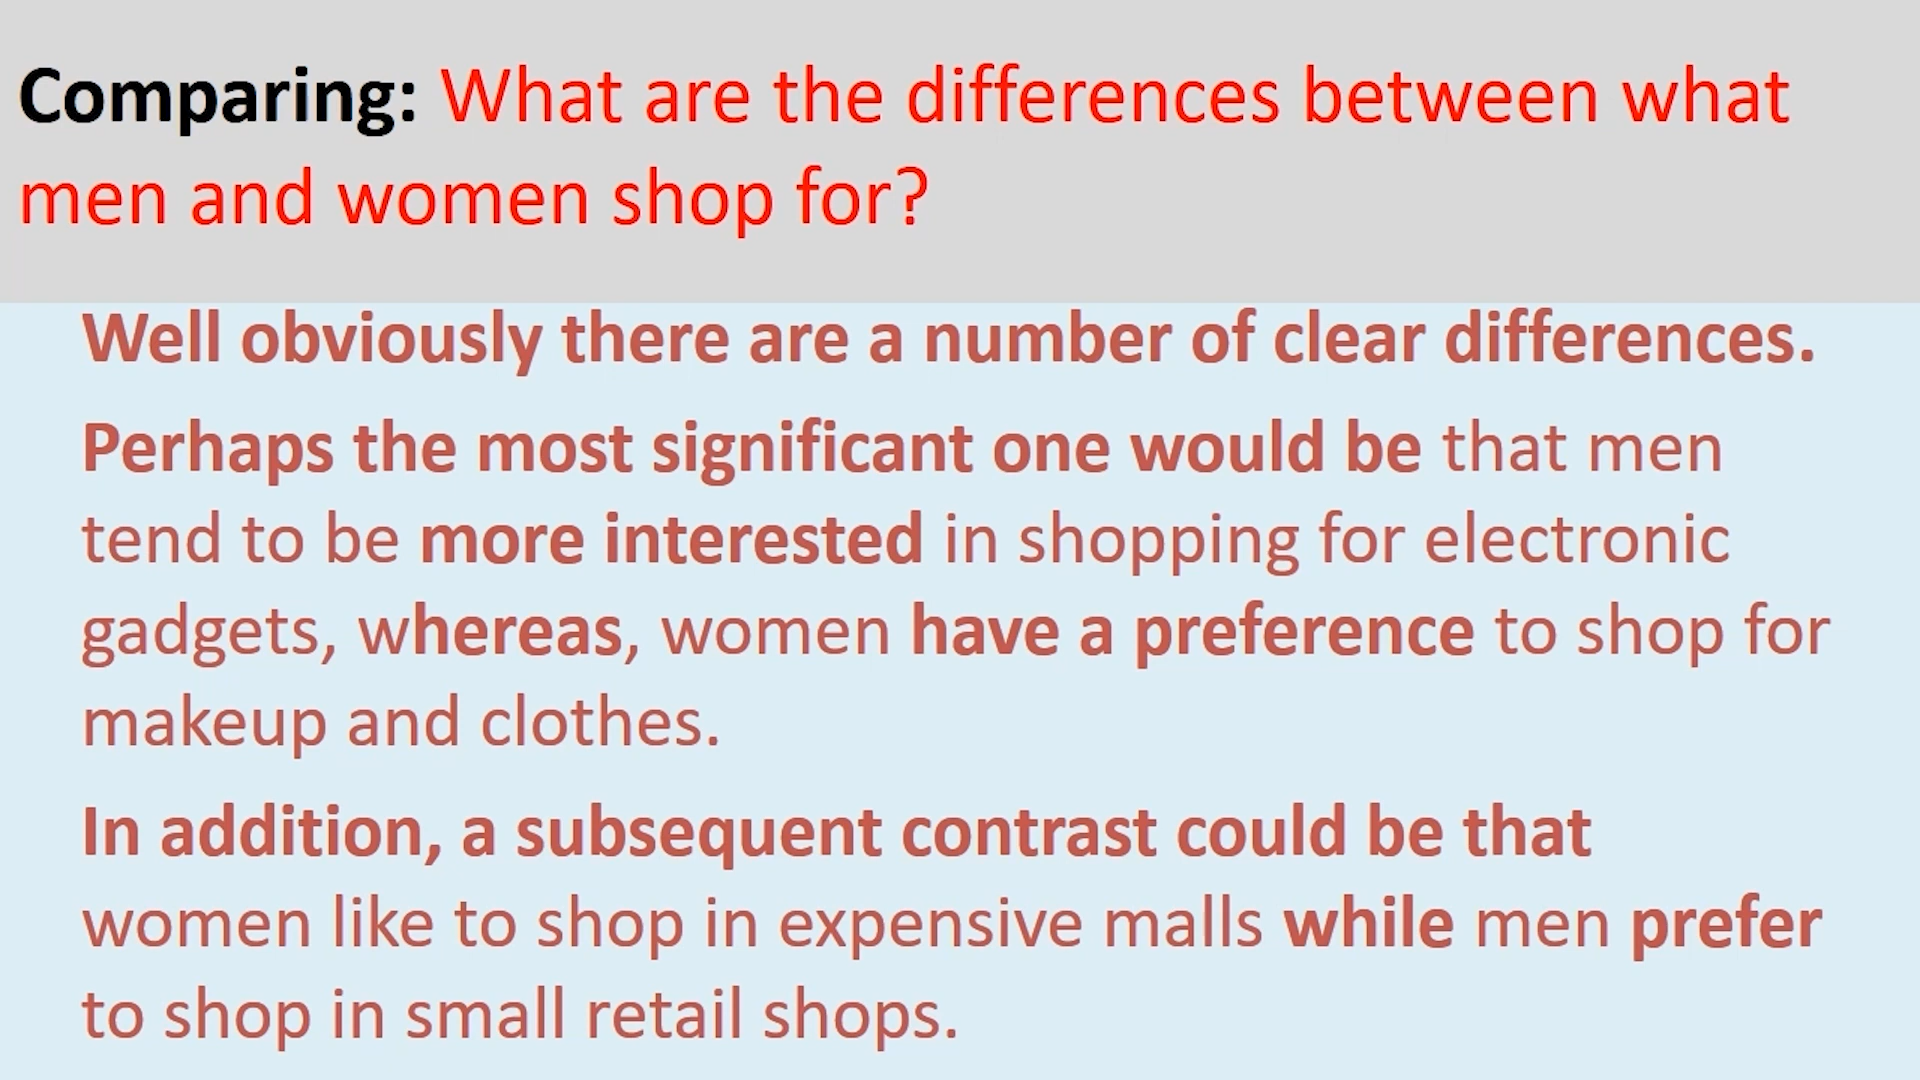 Comparing: What are the differences between what
men and women shop for?
Well obviously there are a number of clear differences.
Perhaps the most significant one would be that men
tend to be more interested in shopping for electronic
gadgets, whereas, women have a preference to shop for
makeup and clothes.
In addition, a subsequent contrast could be that
women like to shop in expensive malls while men prefer
to shop in small retail shops.